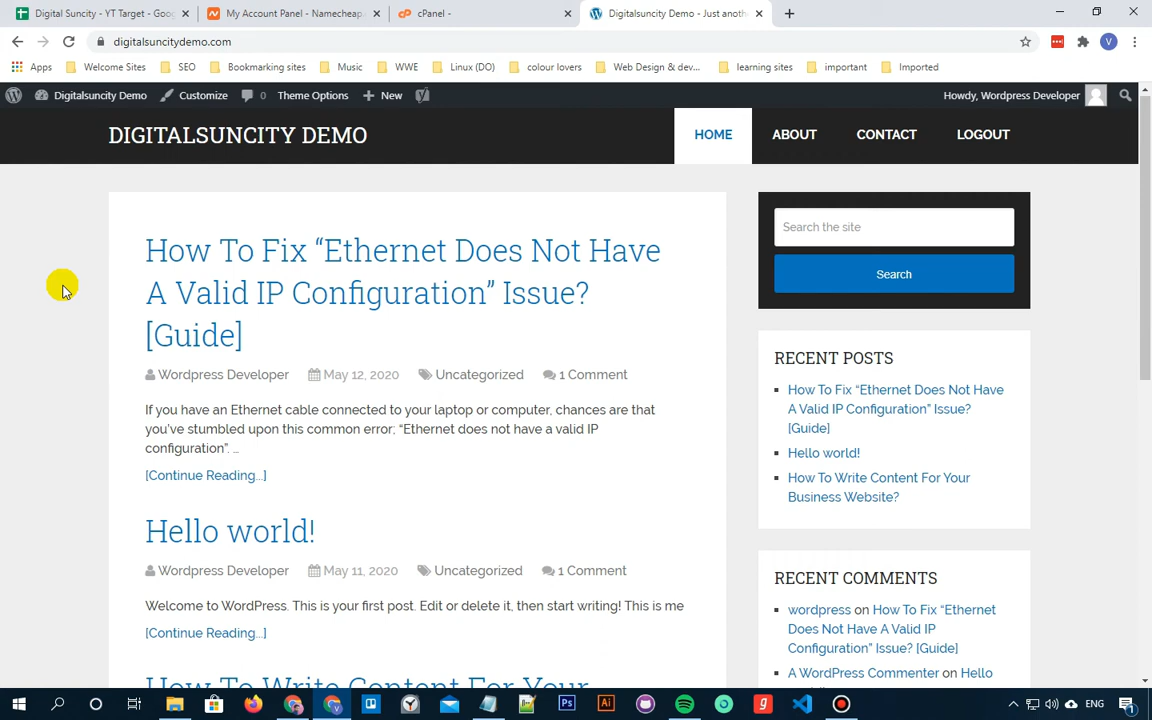 Digital Suncity - YT Target - Goo
My Account Panel - Namecheap
cPanel -
Digitalsuncity Demo - Just anoth
digitalsuncitydemo.com
V
Apps
Welcome Sites
SEO
Bookmarking sites
Music
WWE
Linux (DO)
colour lovers
Web Design & dev...
learning sites
important
Imported
Digitalsuncity Demo
Customize
0
Theme Options
New
Howdy, Wordpress Developer
DIGITALSUNCITY DEMO
HOME
ABOUT
CONTACT
LOGOUT
How To Fix “Ethernet Does Not Have
A Valid IP Configuration” Issue?
[Guide]
Wordpress Developer
May 12, 2020
Uncategorized
1 Comment
If you have an Ethernet cable connected to your laptop or computer, chances are that
you’ve stumbled upon this common error; “Ethernet does not have a valid IP
configuration”. …
[Continue Reading...]
Hello world!
Wordpress Developer
May 11, 2020
Uncategorized
1 Comment
Welcome to WordPress. This is your first post. Edit or delete it, then start writing! This is me
[Continue Reading...]
How To Write Content For Your
Search the site
Search
RECENT POSTS
How To Fix “Ethernet Does Not Have
A Valid IP Configuration” Issue?
[Guide]
Hello world!
How To Write Content For Your
Business Website?
RECENT COMMENTS
wordpress on How To Fix “Ethernet
Does Not Have A Valid IP
Configuration” Issue? [Guide]
A WordPress Commenter on Hello
Ps
Ai
g
ENG
1